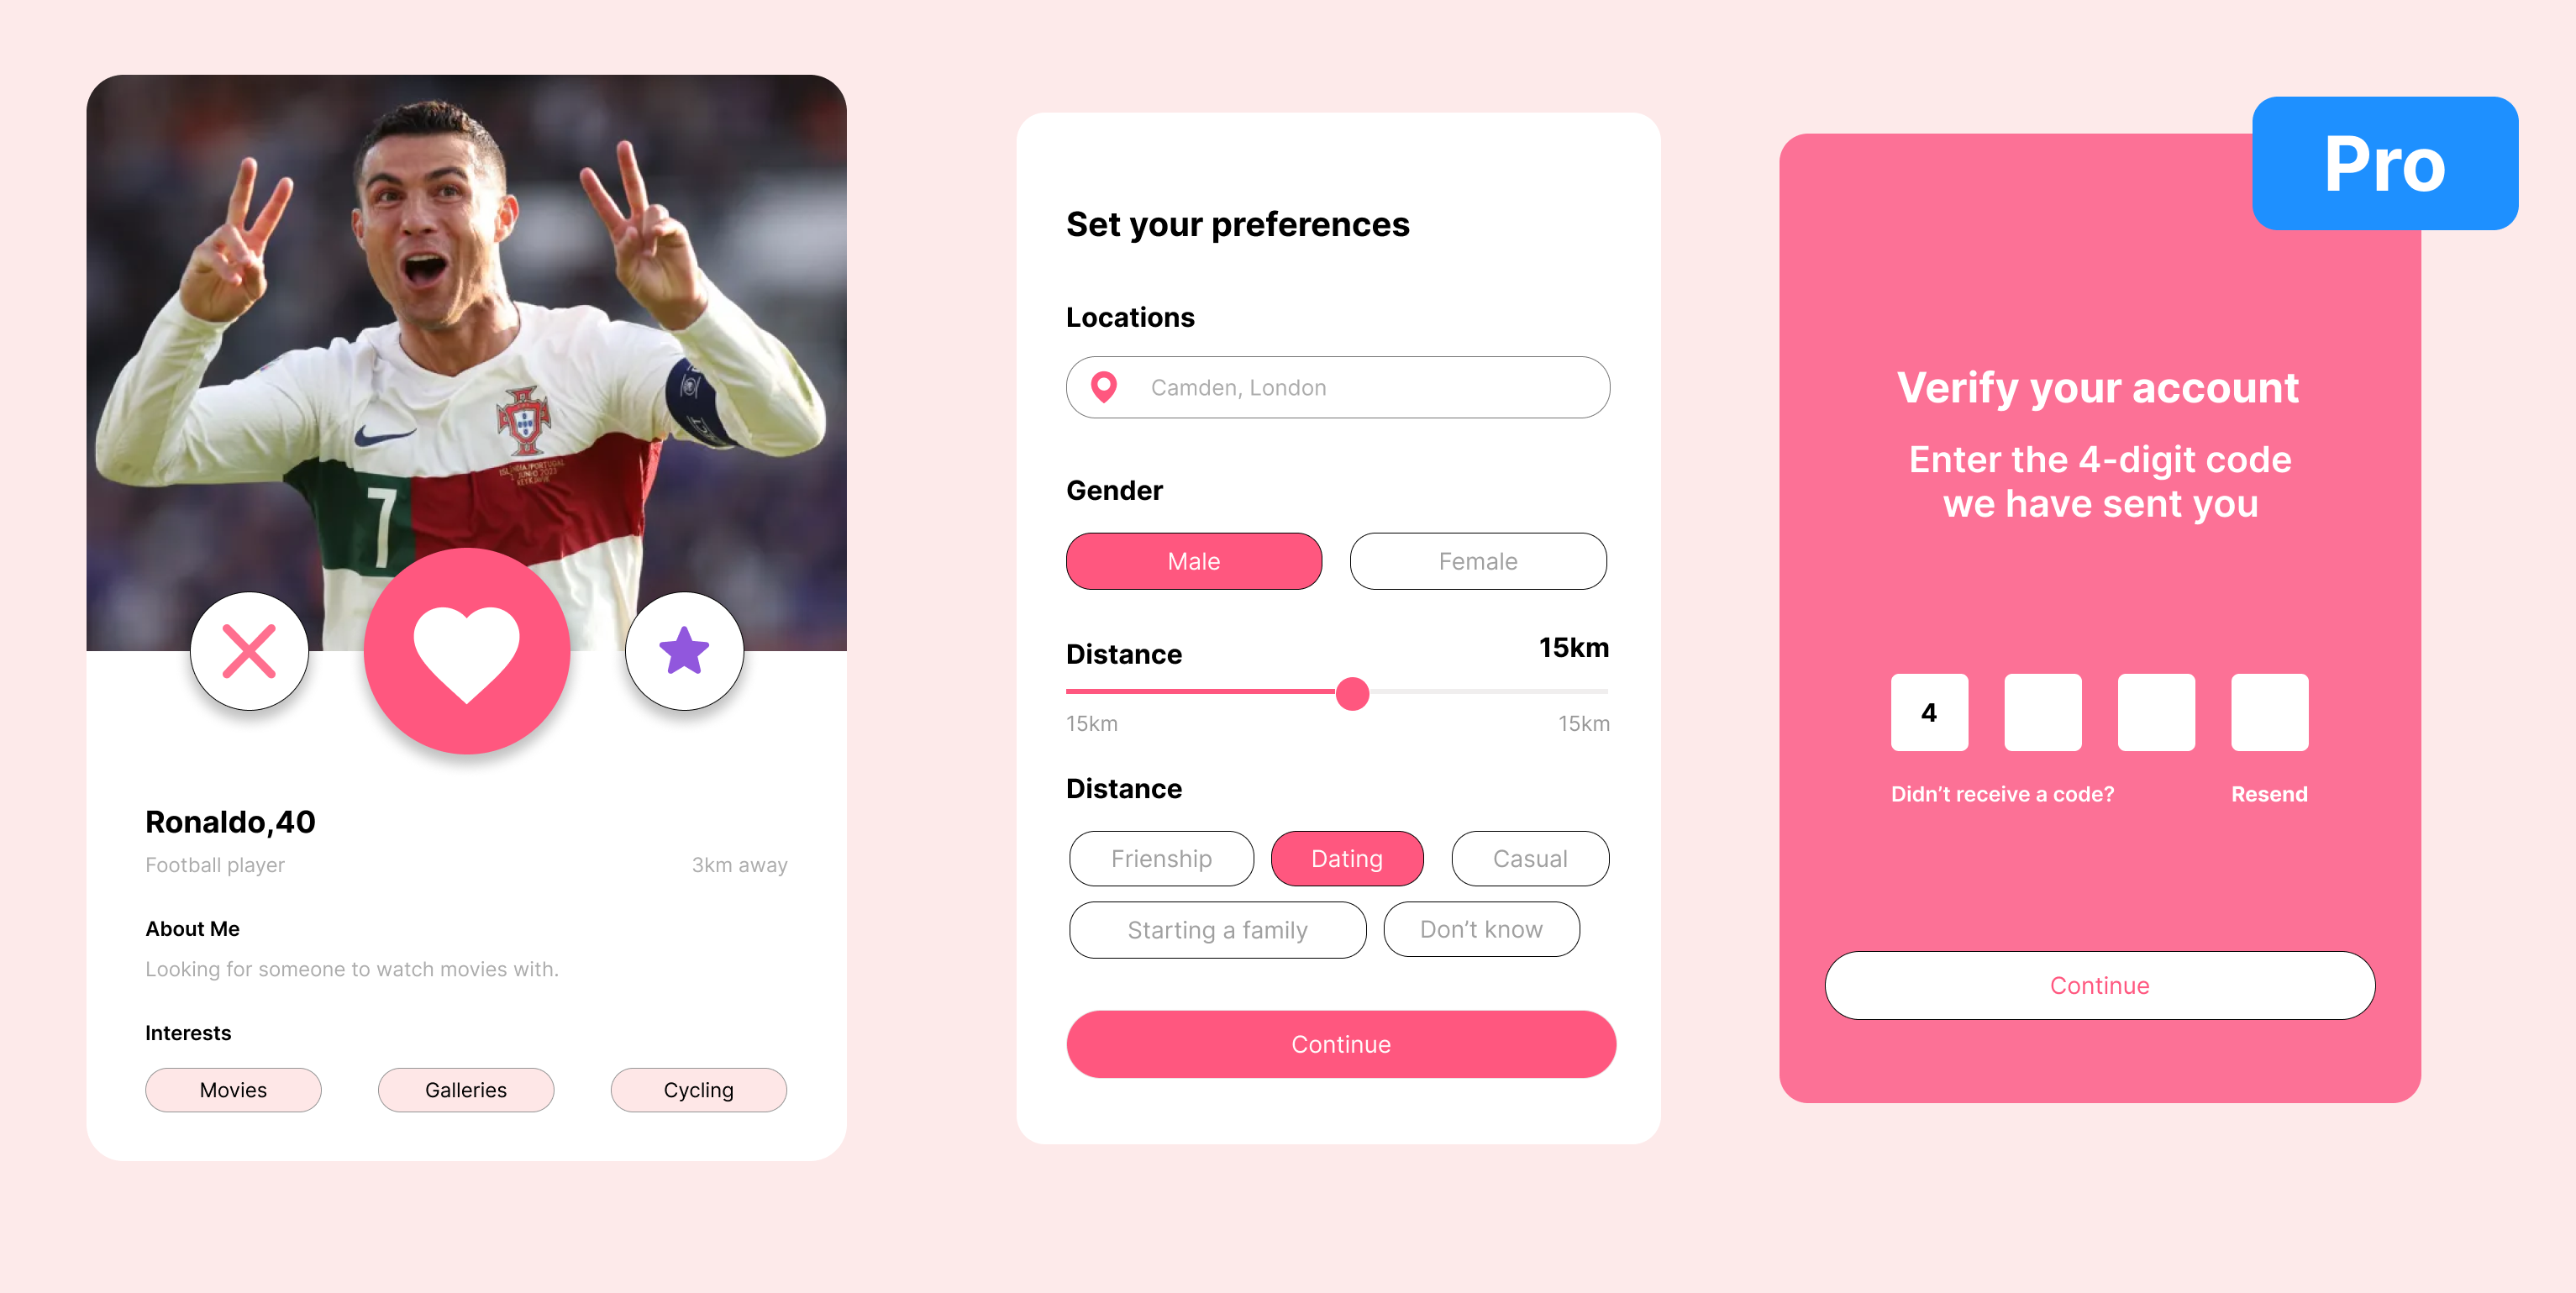 7
ISLENDIA/PORTUGAL
REYKJAVIK
Ronaldo,40
Football player
3km away
About Me
Looking for someone to watch movies with.
Interests
Movies
Galleries
Cycling
Set your preferences
Locations
Camden, London
Gender
Male
Female
Distance
15km
15km
15km
Distance
Frienship
Dating
Casual
Starting a family
Don’t know
Continue
Pro
Verify your account
Enter the 4-digit code
we have sent you
4
Didn’t receive a code?
Resend
Continue